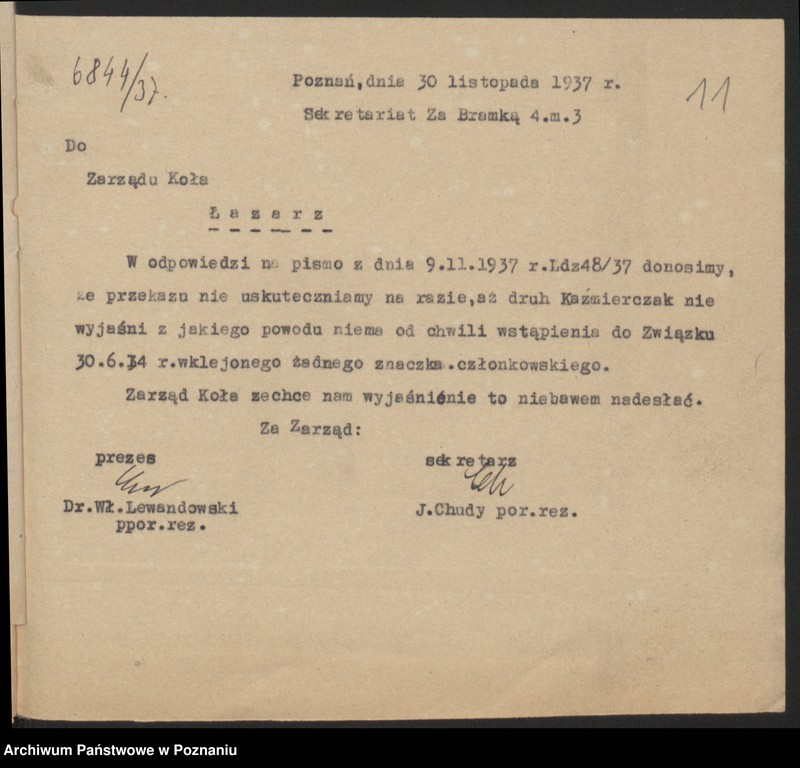 6844/37.
Poznań,dnia 30 listopada 1937 r.
11
Sekretariat Za Bramką 4.m.3
Do
Zarządu Koła
Łazarz
W odpowiedzi na pismo z dnia 9.11.1937 r.Ldz48/37 donosimy,
że przekazu nie uskuteczniamy na razie,aż druh Kaźmierczak nie
wyjaśni z jakiego powodu niema od chwili wstąpienia do Związku
30.6.34 r.wklejonego żadnego znaczka.członkowskiego.
Zarząd Koła zechce nam wyjaśniénie to niebawem nadesłać.
Za Zarząd:
prezes sekretarz
Dr.Wł.Lewandowski J.Chudy por.rez.
ppor.rez.
Archiwum Państwowe w Poznaniu